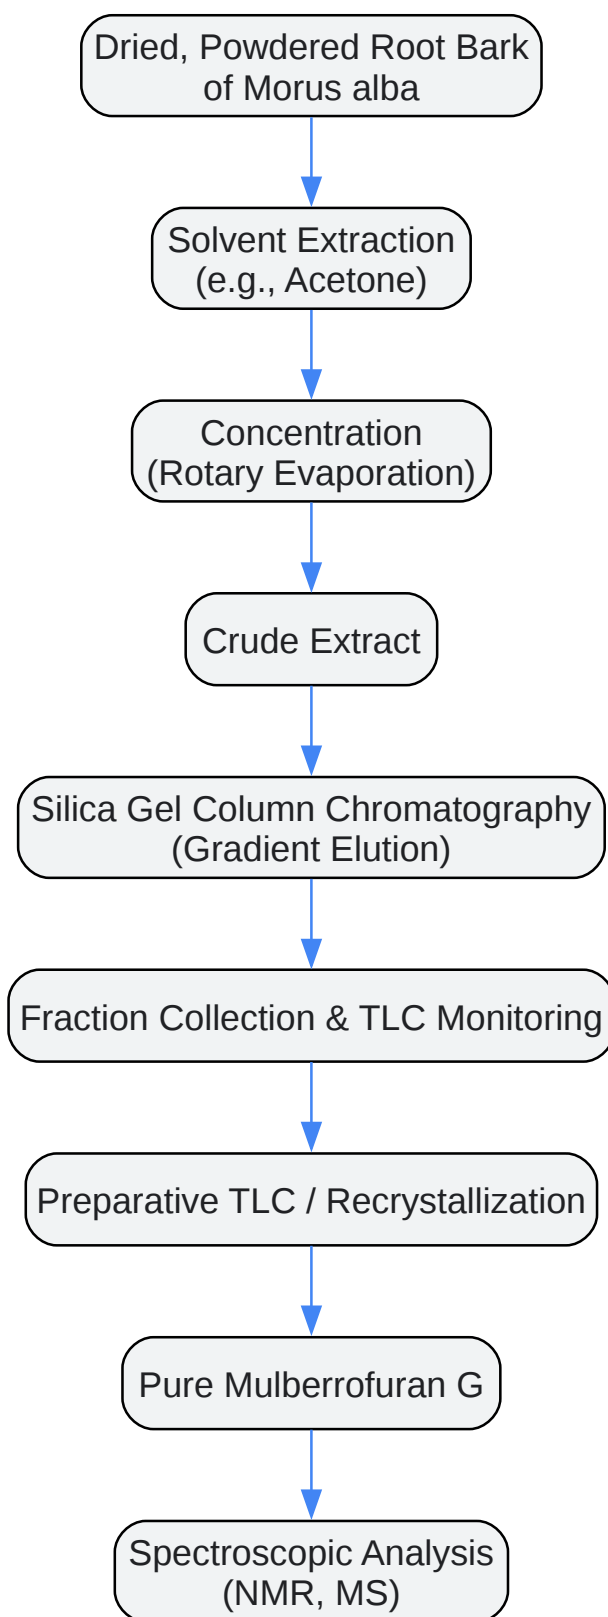 Dried, Powdered Root Bark
of Morus alba
Solvent Extraction
(e.g., Acetone)
Concentration
(Rotary Evaporation)
Crude Extract
Silica Gel Column Chromatography
(Gradient Elution)
Fraction Collection & TLC Monitoring
Preparative TLC / Recrystallization
Pure Mulberrofuran G
Spectroscopic Analysis
(NMR, MS)